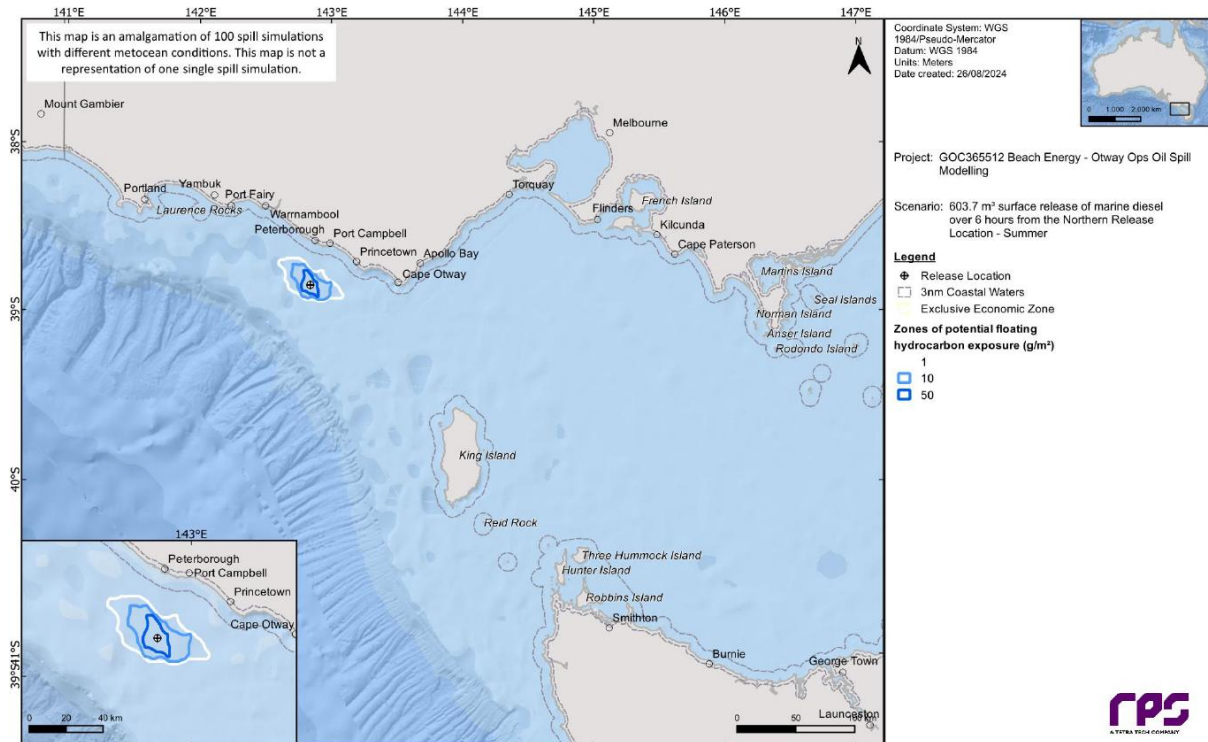 141°E 142°E 143°E 144°E 145°E 146°E 147°E
This map is an amalgamation of 100 spill simulations
with different metocean conditions. This map is not a
representation of one single spill simulation.
N
Mount Gambier
Melbourne
38°S
Portland
Yambuk
Port Fairy
Laurence Rocks
Warrnambool
Peterborough
Port Campbell
Princetown
Apollo Bay
Cape Otway
Torquay
French Island
Flinders
Kilcunda
Cape Paterson
Martins Island
Seal Islands
Norman Island
Anser Island
Rodondo Island
39°S
King Island
40°S
Reid Rock
Three Hummock Island
Hunter Island
Robbins Island
Smithton
Burnie
George Town
Launceston
0 50 100 km
143°E
Peterborough
Port Campbell
Princetown
Cape Otway
0 20 40 km
Coordinate System: WGS
1984/Pseudo-Mercator
Datum: WGS 1984
Units: Meters
Date created: 26/08/2024
0 1,000 2,000 km
Project: GOC365512 Beach Energy - Otway Ops Oil Spill
Modelling
Scenario: 603.7 m³ surface release of marine diesel
over 6 hours from the Northern Release
Location - Summer
Legend
Release Location
3nm Coastal Waters
Exclusive Economic Zone
Zones of potential floating
hydrocarbon exposure (g/m²)
1
10
50
rps
A TETRA TECH COMPANY